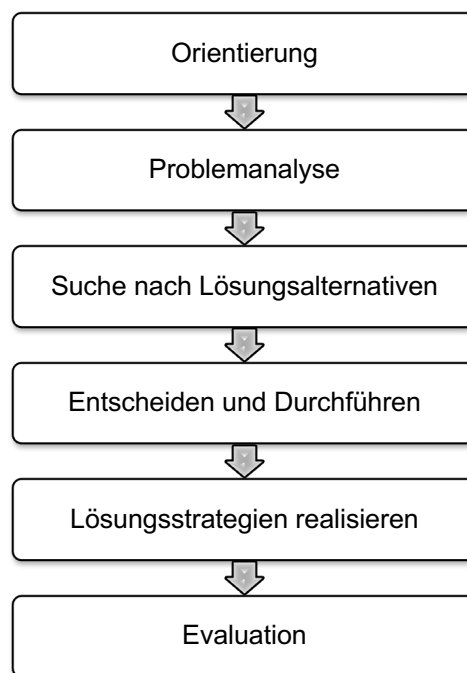 Orientierung
Problemanalyse
Suche nach Lösungsalternativen
Entscheiden und Durchführen
Lösungsstrategien realisieren
Evaluation